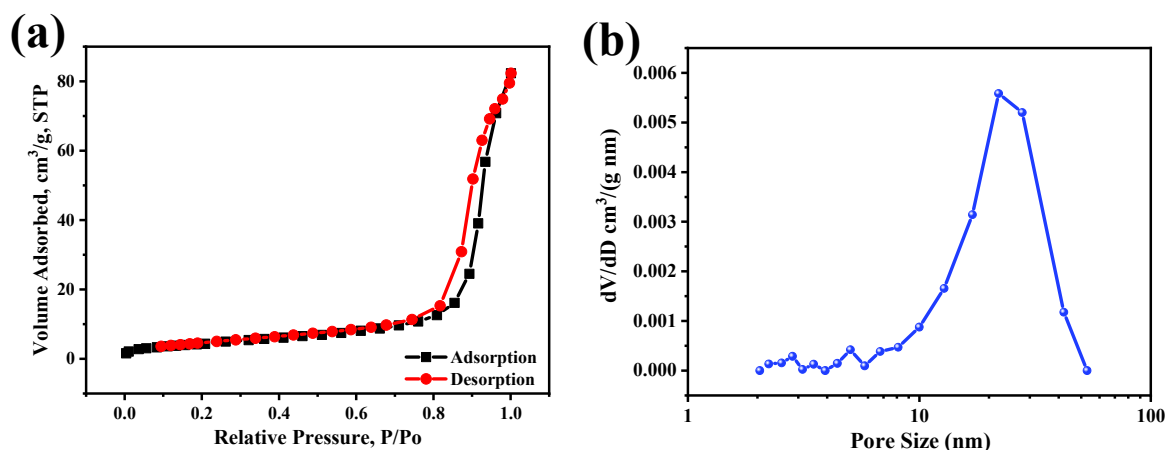 (a)
Volume Adsorbed, cm³/g, STP
80
60
40
20
0
0.0 0.2 0.4 0.6 0.8 1.0
Relative Pressure, P/Po
Adsorption
Desorption
(b)
dV/dD cm³/(g nm)
0.006
0.005
0.004
0.003
0.002
0.001
0.000
1 10 100
Pore Size (nm)